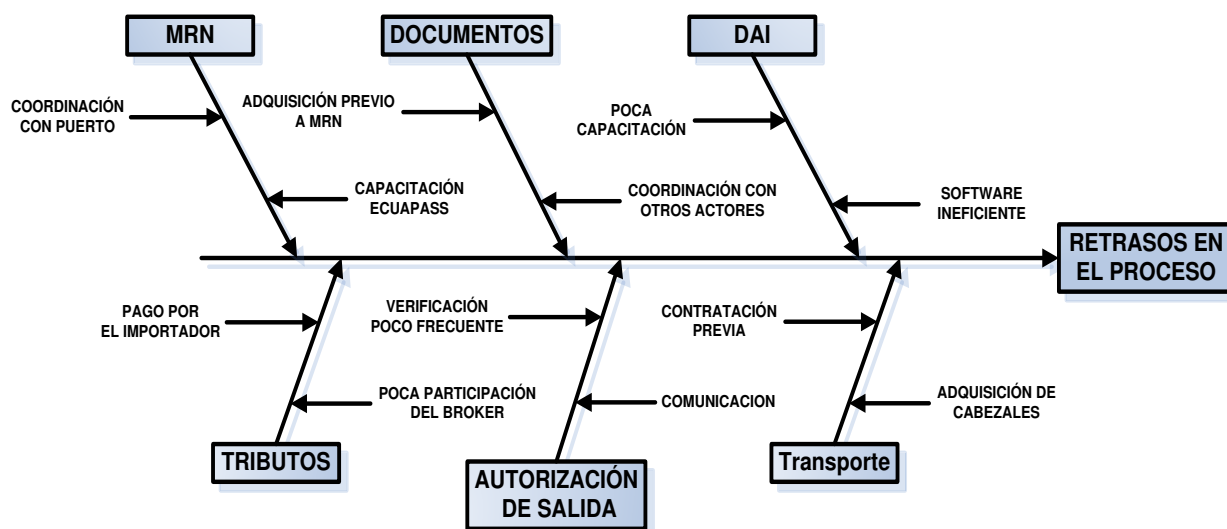 MRN
DOCUMENTOS
DAI
COORDINACIÓN
CON PUERTO
ADQUISICIÓN PREVIO
A MRN
POCA
CAPACITACIÓN
CAPACITACIÓN
ECUAPASS
COORDINACIÓN CON
OTROS ACTORES
SOFTWARE
INEFICIENTE
RETRASOS EN
EL PROCESO
PAGO POR
EL IMPORTADOR
VERIFICACIÓN
POCO FRECUENTE
CONTRATACIÓN
PREVIA
POCA PARTICIPACIÓN
DEL BROKER
COMUNICACION
ADQUISICIÓN DE
CABEZALES
TRIBUTOS
AUTORIZACIÓN
DE SALIDA
Transporte